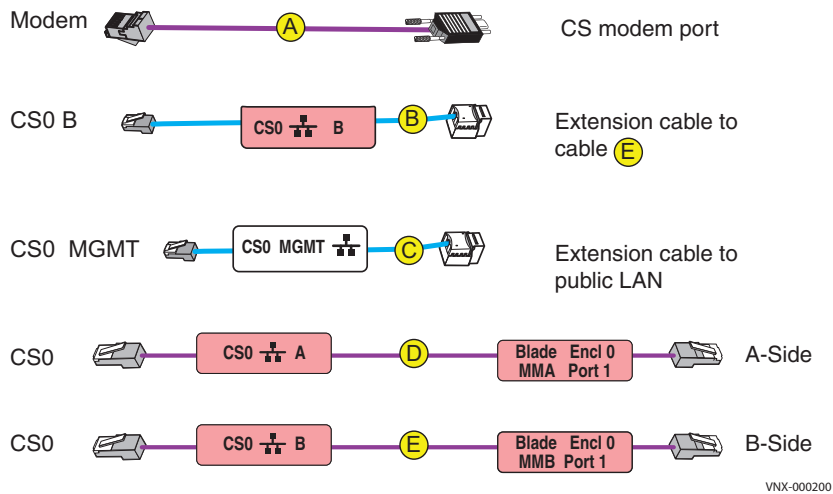 Modem
A
CS modem port
CS0 B
CS0 B
B
Extension cable to
cable E
CS0 MGMT
CS0 MGMT
C
Extension cable to
public LAN
CS0
CS0 A
D
Blade Encl 0
MMA Port 1
A-Side
CS0
CS0 B
E
Blade Encl 0
MMB Port 1
B-Side
VNX-000200